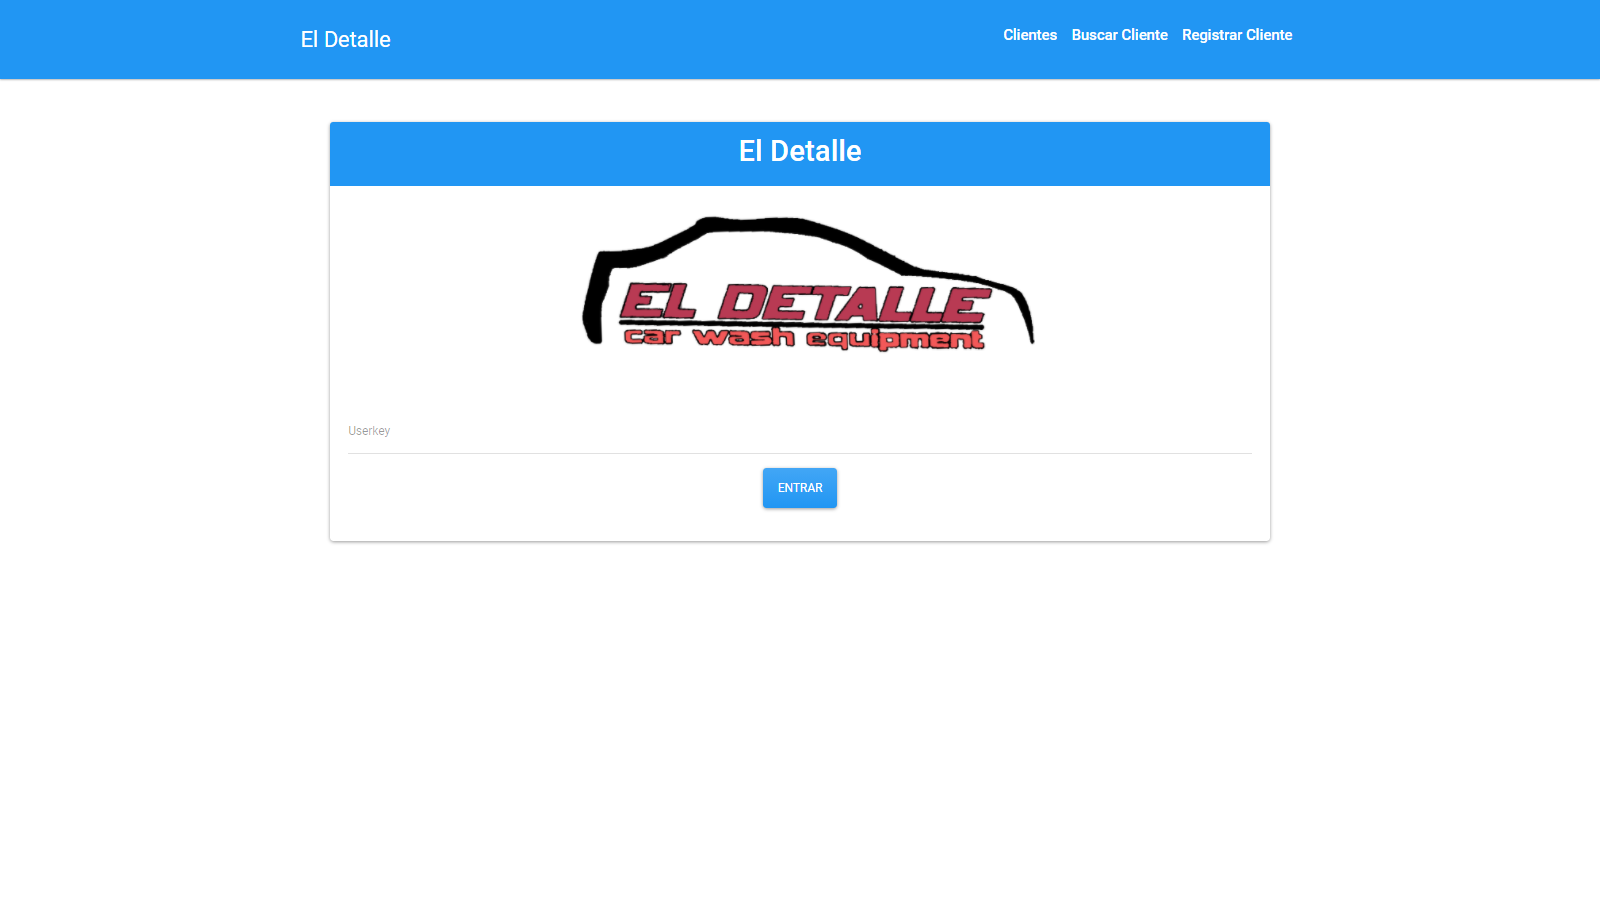 El Detalle
Clientes Buscar Cliente Registrar Cliente
El Detalle
EL DETALLE
car wash equipment
Userkey
ENTRAR